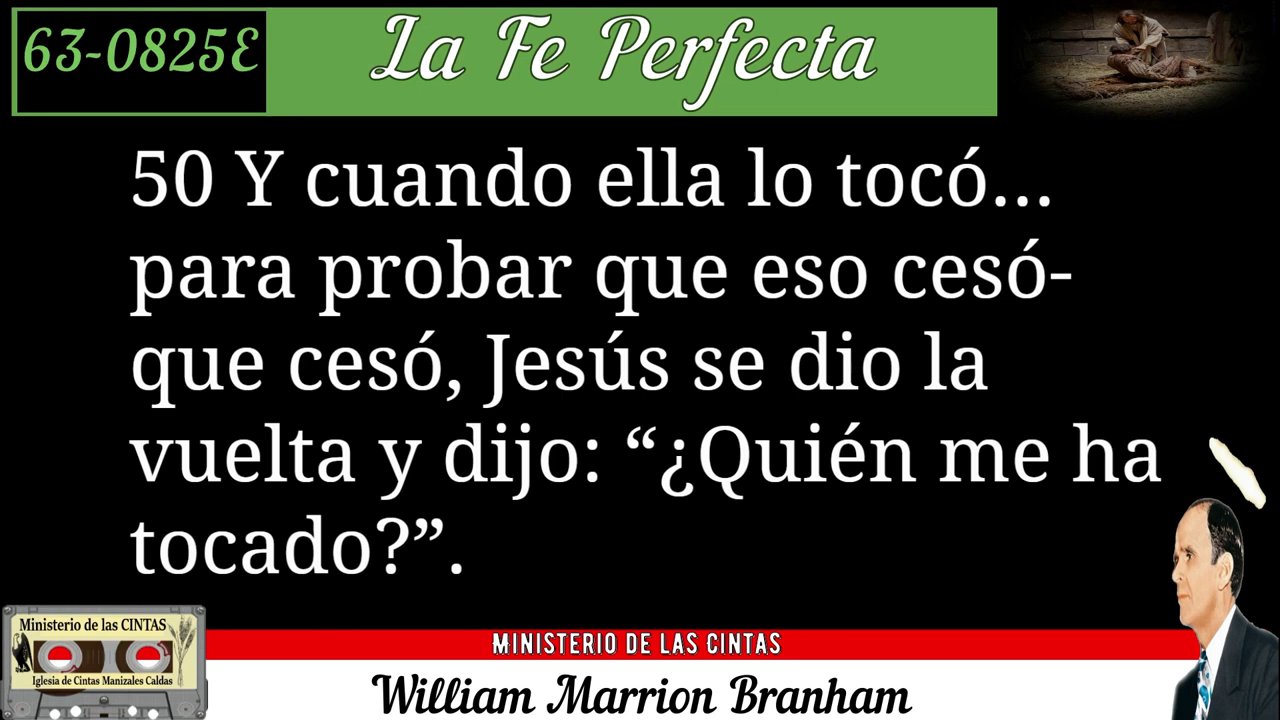 63-0825E
La Fe Perfecta
50 Y cuando ella lo tocó...
para probar que eso cesó-
que cesó, Jesús se dio la
vuelta y dijo: “¿Quién me ha
tocado?”.
Ministerio de las CINTAS
Iglesia de Cintas Manizales Caldas
MINISTERIO DE LAS CINTAS
William Marrion Branham